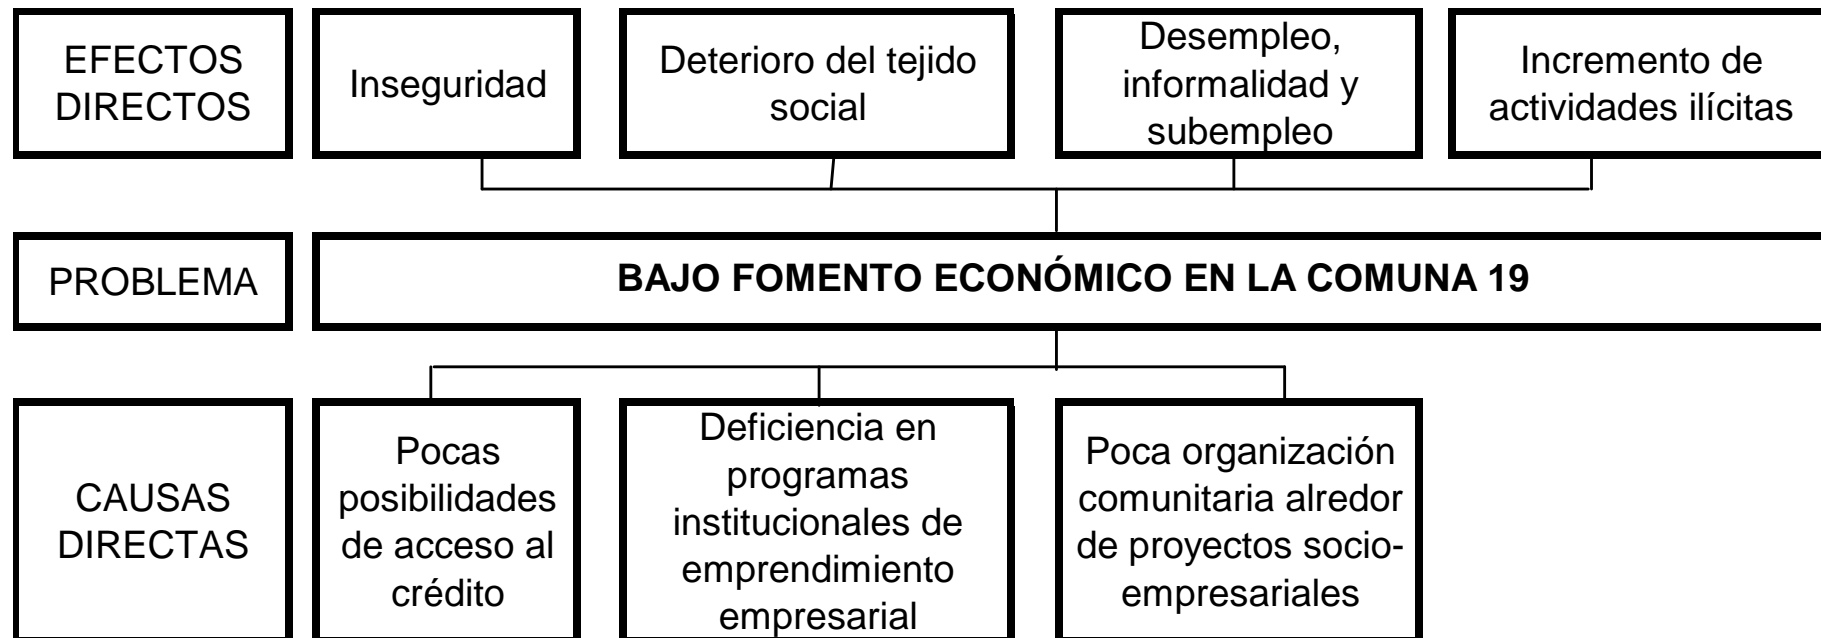 EFECTOS
DIRECTOS
Inseguridad
Deterioro del tejido
social
Desempleo,
informalidad y
subempleo
Incremento de
actividades ilícitas
PROBLEMA
BAJO FOMENTO ECONÓMICO EN LA COMUNA 19
CAUSAS
DIRECTAS
Pocas
posibilidades
de acceso al
crédito
Deficiencia en
programas
institucionales de
emprendimiento
empresarial
Poca organización
comunitaria alredor
de proyectos socio-
empresariales